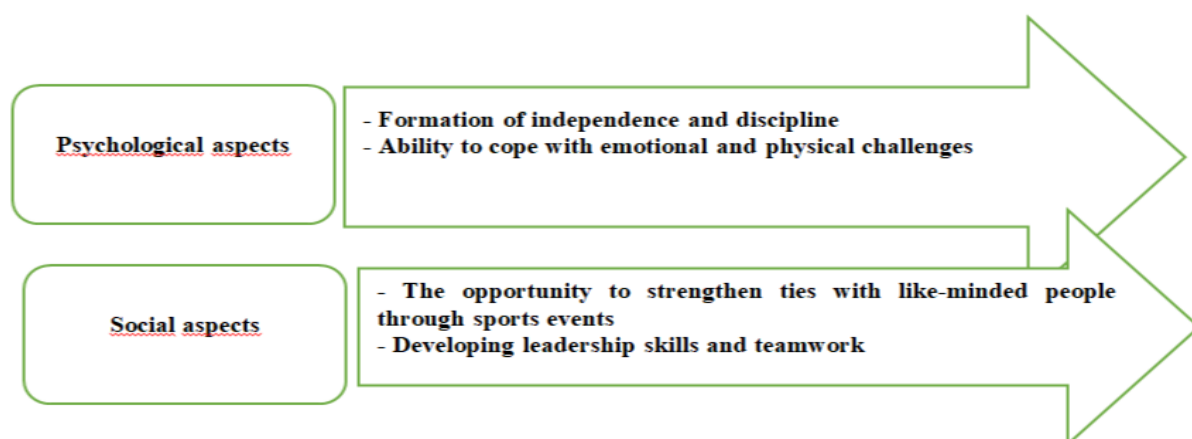 Psychological aspects
- Formation of independence and discipline
- Ability to cope with emotional and physical challenges
Social aspects
- The opportunity to strengthen ties with like-minded people
through sports events
- Developing leadership skills and teamwork